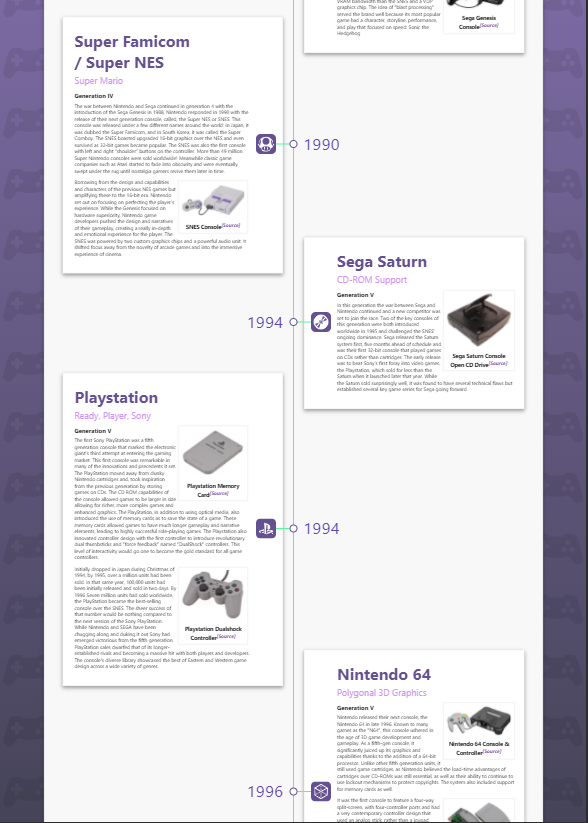 VRAM bandwidth than the SNES and a VDP
graphics chip. The idea of "blast processing"
served the brand well because its most popular
game had a character, storyline, performance,
and play that focused on speed: Sonic the
Hedgehog.
Sega Genesis
Console[Source]
Super Famicom
/ Super NES
Super Mario
Generation IV
The war between Nintendo and Sega continued in generation 4 with the
introduction of the Sega Genesis in 1988, Nintendo responded in 1990 with the
release of their next generation console, called, the Super NES or SNES. This
console was released under a few different names around the world: in Japan, it
was dubbed the Super Famicom, and in South Korea, it was called the Super
Comboy. The SNES boasted upgraded 16-bit graphics over the NES and even
survived as 32-bit games became popular. The SNES was also the first console
with left and right "shoulder" buttons on the controller. More than 49 million
Super Nintendo consoles were sold worldwide! Meanwhile classic game
companies such as Atari started to fade into obscurity and were eventually
swept under the rug until nostalgia gamers revive them later in time.
1990
Borrowing from the design and capabilities
and characters of the previous NES games but
amplifying these to the 16-bit era. Nintendo
set out on focusing on perfecting the player's
experience. While the Genesis focused on
hardware superiority, Nintendo game
developers pushed the design and narratives
of their gameplay, creating a really in-depth
and emotional experience for the player. The
SNES was powered by two custom graphics chips and a powerful audio unit. It
shifted focus away from the novelty of arcade games and into the immersive
experience of cinema.
SNES Console[Source]
Sega Saturn
CD-ROM Support
Generation V
In this generation the war between Sega and
Nintendo continued and a new competitor was
set to join the race. Two of the key consoles of
this generation were both introduced
worldwide in 1995 and challenged the SNES'
ongoing dominance. Sega released the Saturn
system first, five months ahead of schedule and
was their first 32-bit console that played games
on CDs rather than cartridges. The early release
was to beat Sony's first foray into video games,
the Playstation, which sold for less than the
Saturn when it launched later that year. While
the Saturn sold surprisingly well, it was found to have several technical flaws but
established several key game series for Sega going forward.
Sega Saturn Console
Open CD Drive[Source]
1994
Playstation
Ready, Player, Sony
Generation V
The first Sony PlayStation was a fifth
generation console that marked the electronic
giant's third attempt at entering the gaming
market. This first console was remarkable in
many of the innovations and precedents it set.
The PlayStation moved away from clunky
Nintendo cartridges and, took inspiration
from the previous generation by storing
games on CDs. The CD ROM capabilities of
the console allowed games to be larger in size
allowing for richer, more complex games and
enhanced graphics. The PlayStation, in addition to using optical media, also
introduced the use of memory cards as to save the state of a game. These
memory cards allowed games to have much longer gameplay and narrative
elements, leading to highly successful role-playing games. The Playstation also
innovated controller design with the first controller to introduce revolutionary
dual thumbsticks and "force feedback" named "DualShock" controllers. This
level of interactivity would go one to become the gold standard for all game
controllers.
Playstation Memory
Card[Source]
1994
Initially dropped in Japan during Christmas of
1994, by 1995, over a million units had been
sold. In that same year, 100,000 units had
been initially released and sold in two days. By
1996 Seven million units had sold worldwide,
the PlayStation became the best-selling
console over the SNES. The sheer success of
that number would be nothing compared to
the next version of the Sony PlayStation.
While Nintendo and SEGA have been
chugging along and duking it out Sony had
emerged victorious from the fifth generation.
PlayStation sales dwarfed that of its longer-
established rivals and becoming a massive hit with both players and developers.
The console's diverse library showcased the best of Eastern and Western game
design across a wide variety of genres.
Playstation Dualshock
Controller[Source]
Nintendo 64
Polygonal 3D Graphics
Generation V
Nintendo released their next console, the
Nintendo 64 in late 1996. Known to many
games as the "N64", this console ushered in
the age of 3D game development and
gameplay. As a fifth-gen console, it
significantly juiced up its graphics and
capabilities thanks to the addition of a 64-bit
processor. Unlike other fifth generation units, it
still used game cartridges, as Nintendo believed the load-time advantages of
cartridges over CD-ROMs was still essential, as well as their ability to continue to
use lockout mechanisms to protect copyrights. The system also included support
for memory cards as well.
Nintendo 64 Console &
Controller[Source]
1996
It was the first console to feature a four-way
split-screen, with four-controller ports and had
a very contemporary controller design that
used an analog stick, rather than a joypad.